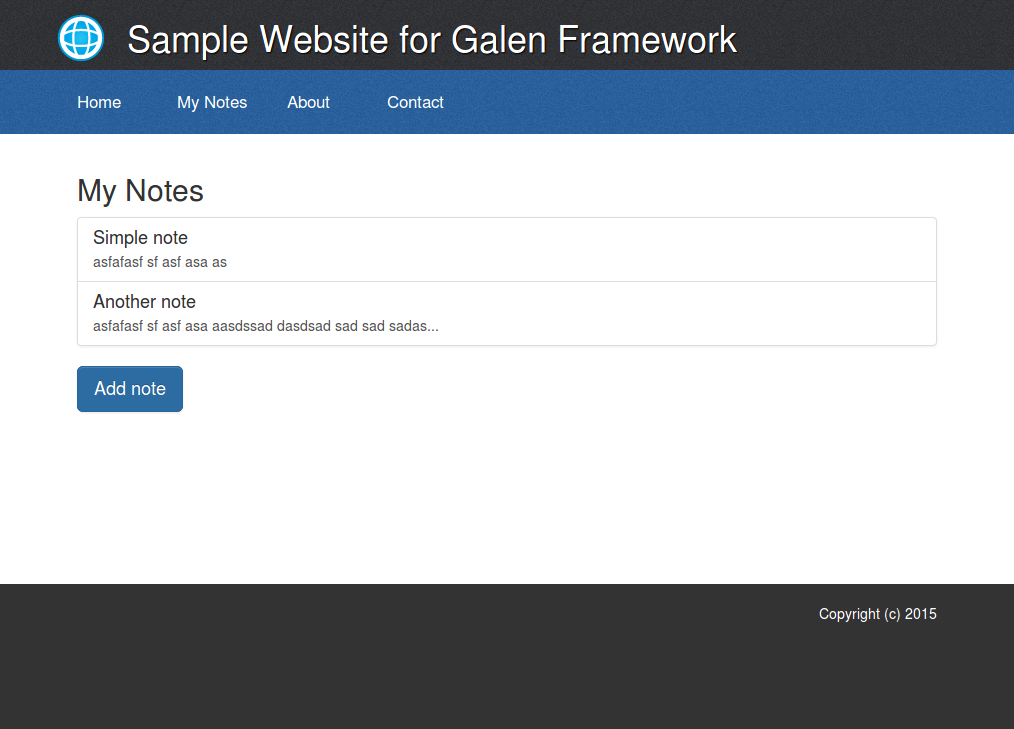 Sample Website for Galen Framework
Home My Notes About Contact
My Notes
Simple note
asfafasf sf asf asa as
Another note
asfafasf sf asf asa aasdssad dasdsad sad sad sadas...
Add note
Copyright (c) 2015